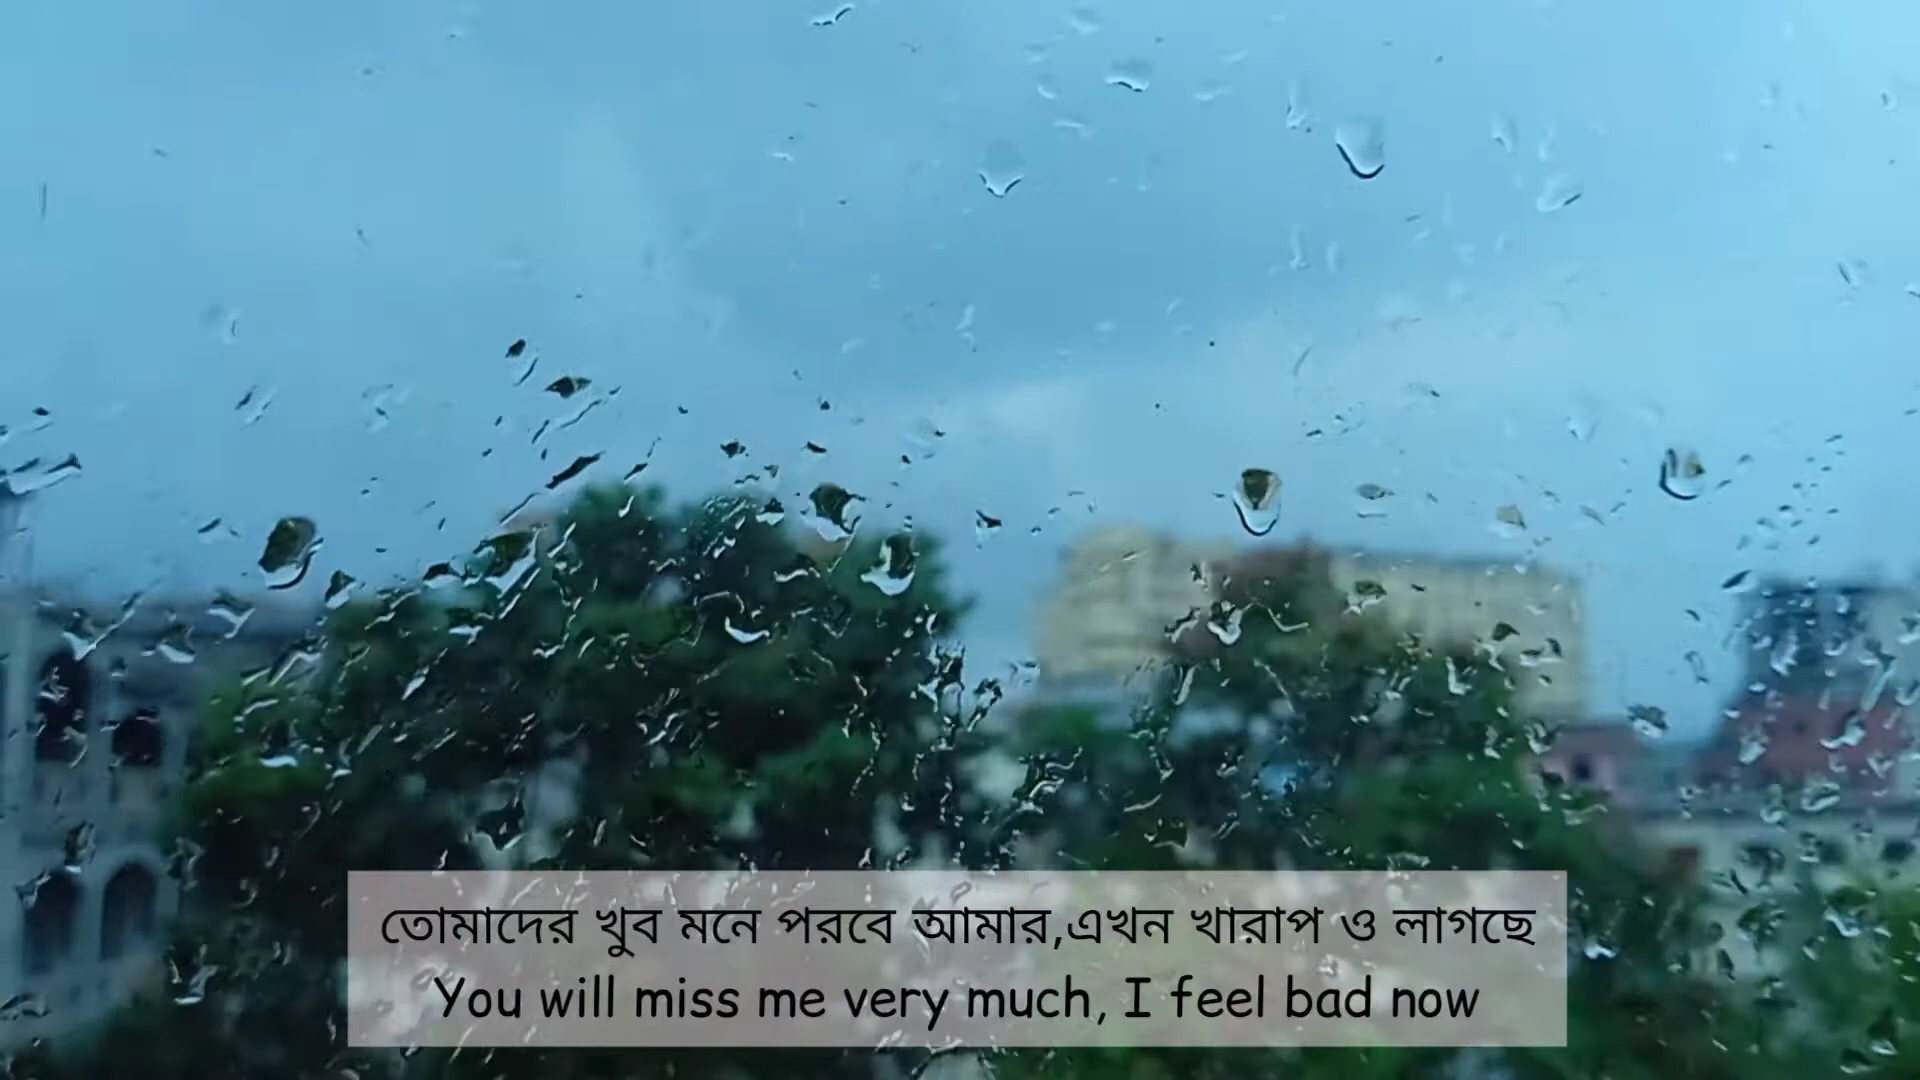 তোমাদের খুব মনে পরবে আমার,এখন খারাপ ও লাগছে
You will miss me very much, I feel bad now